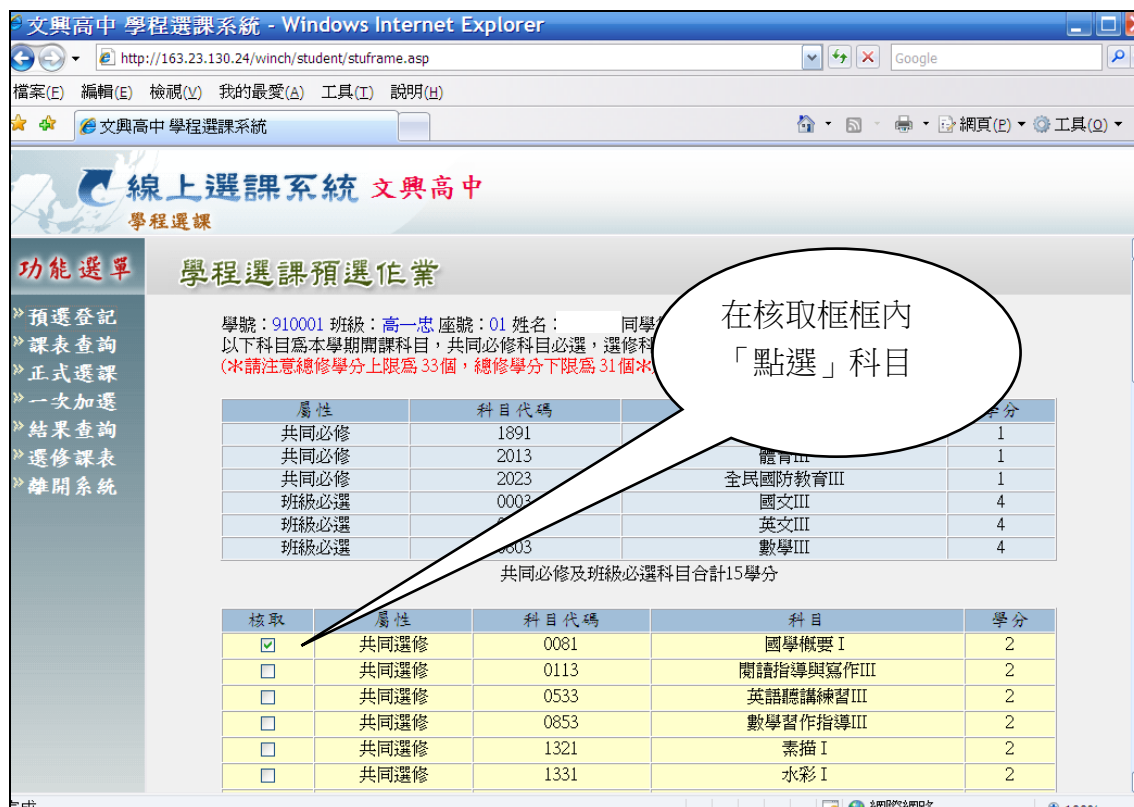 文興高中 學程選課系統 - Windows Internet Explorer
http://163.23.130.24/winch/student/stuframe.asp
Google
檔案(F) 編輯(E) 檢視(V) 我的最愛(A) 工具(T) 說明(H)
文興高中 學程選課系統
網頁(P) 工具(O)
線上選課系統 文興高中
學程選課
功能選單
學程選課預選作業
»預選登記
»課表查詢
»正式選課
»一次加選
»結果查詢
»選修課表
»離開系統
在核取框框內
「點選」科目
學號：910001 班級：高一忠 座號：01 姓名： 同學
以下科目為本學期開課科目，共同必修科目必選，選修科
(※請注意總修學分上限為 33個，總修學分下限為 31個※
屬性 科目代碼 學分
共同必修 1891 1
共同必修 2013 體育III 1
共同必修 2023 全民國防教育III 1
班級必選 0003 國文III 4
班級必選 英文III 4
班級必選 0803 數學III 4
共同必修及班級必選科目合計15學分
核取 屬性 科目代碼 科目 學分
共同選修 0081 國學概要 I 2
共同選修 0113 閱讀指導與寫作III 2
共同選修 0533 英語聽講練習III 2
共同選修 0853 數學習作指導III 2
共同選修 1321 素描 I 2
共同選修 1331 水彩 I 2